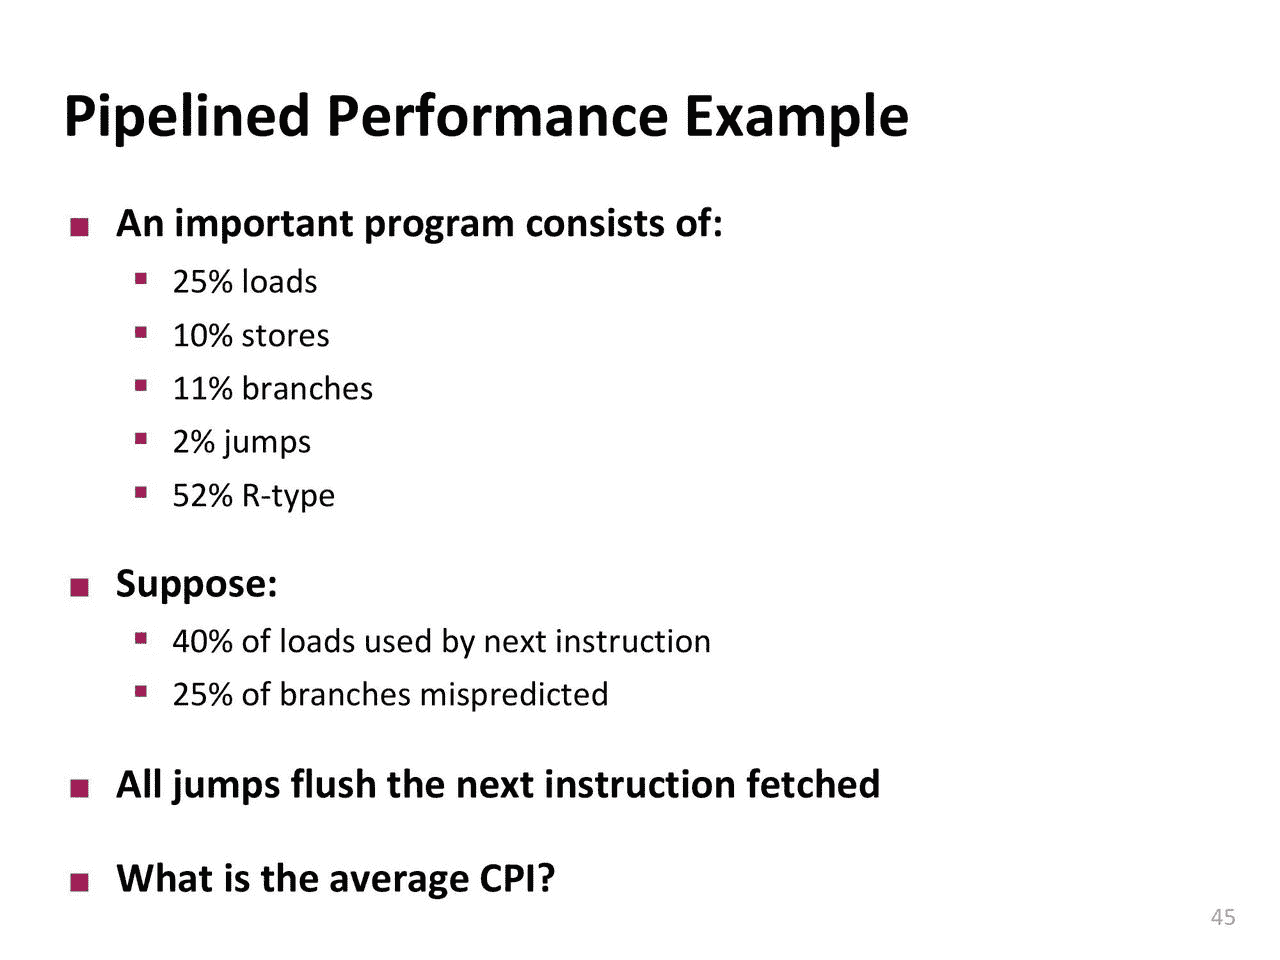 Pipelined Performance Example
An important program consists of:
25% loads
10% stores
11% branches
2% jumps
52% R-type
Suppose:
40% of loads used by next instruction
25% of branches mispredicted
All jumps flush the next instruction fetched
What is the average CPI?
45